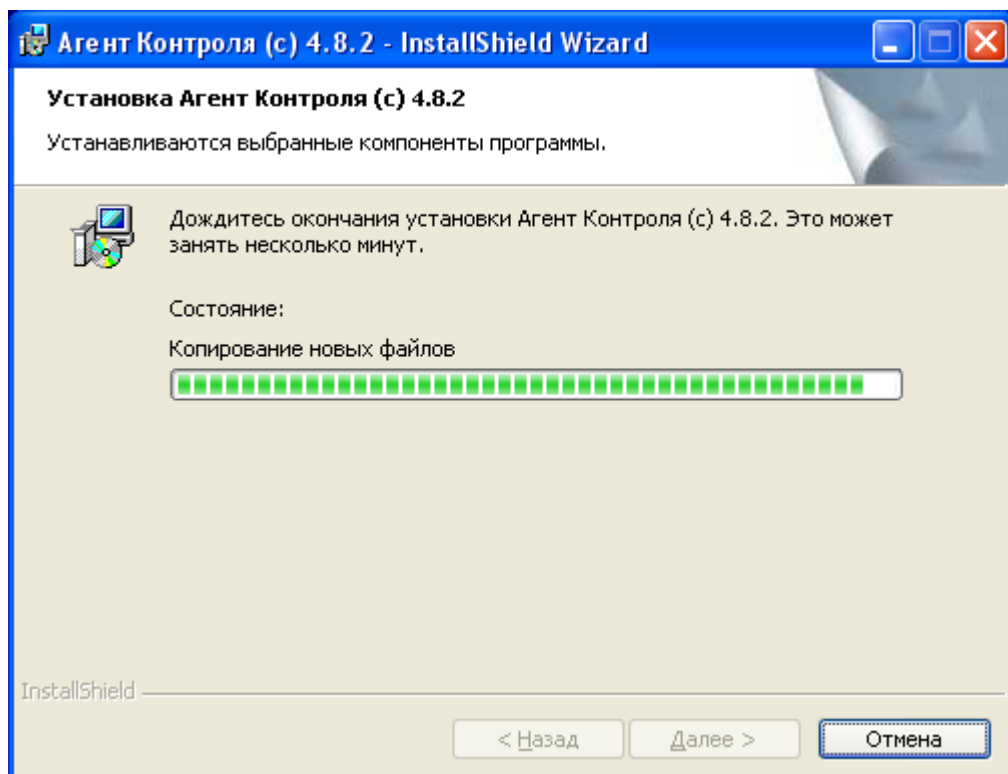 Агент Контроля (c) 4.8.2 - InstallShield Wizard
Установка Агент Контроля (c) 4.8.2
Устанавливаются выбранные компоненты программы.
Дождитесь окончания установки Агент Контроля (c) 4.8.2. Это может
занять несколько минут.
Состояние:
Копирование новых файлов
InstallShield
< Назад
Далее >
Отмена